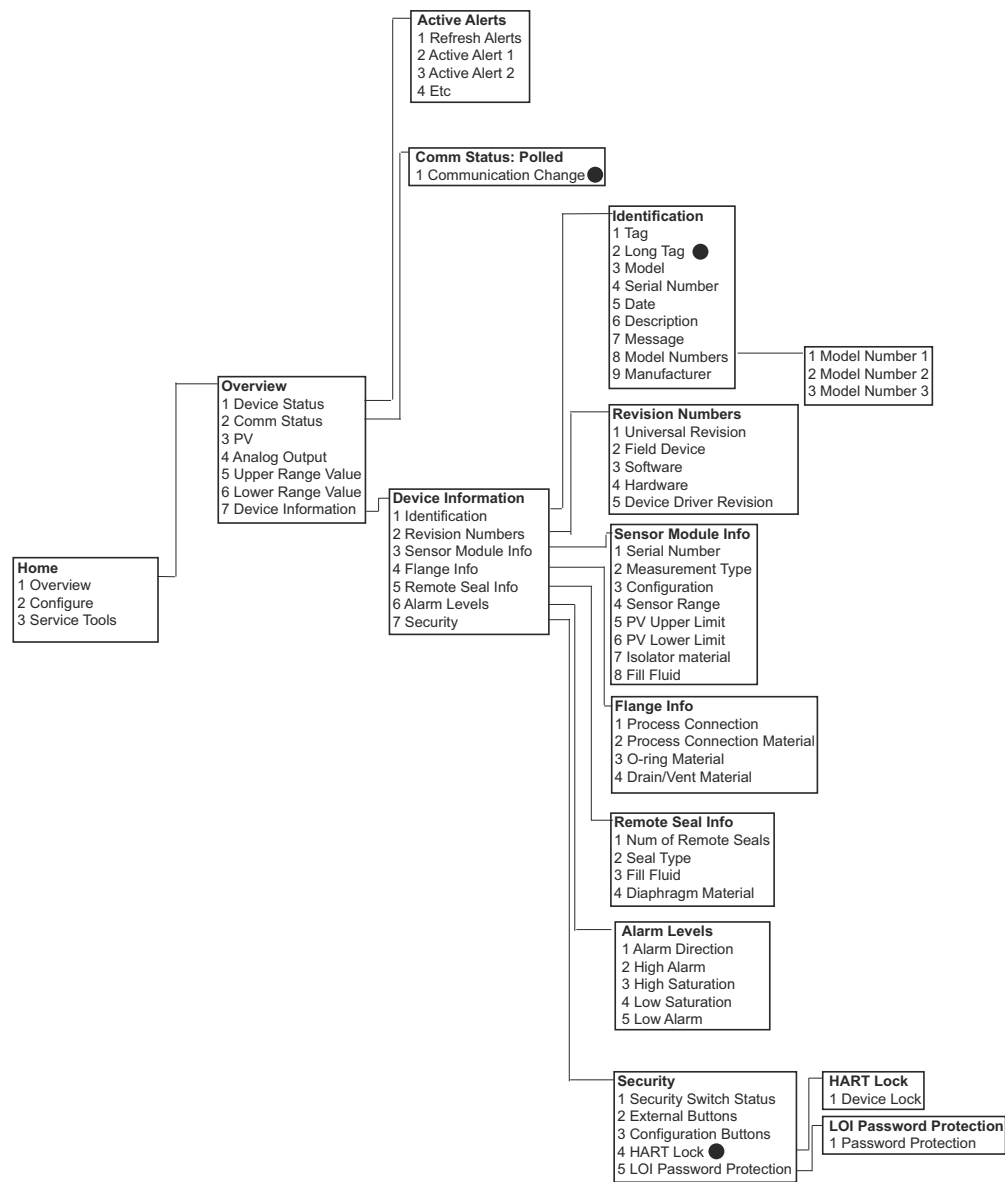 Active Alerts
1 Refresh Alerts
2 Active Alert 1
3 Active Alert 2
4 Etc
Comm Status: Polled
1 Communication Change
Identification
1 Tag
2 Long Tag
3 Model
4 Serial Number
5 Date
6 Description
7 Message
8 Model Numbers
9 Manufacturer
1 Model Number 1
2 Model Number 2
3 Model Number 3
Overview
1 Device Status
2 Comm Status
3 PV
4 Analog Output
5 Upper Range Value
6 Lower Range Value
7 Device Information
Revision Numbers
1 Universal Revision
2 Field Device
3 Software
4 Hardware
5 Device Driver Revision
Device Information
1 Identification
2 Revision Numbers
3 Sensor Module Info
4 Flange Info
5 Remote Seal Info
6 Alarm Levels
7 Security
Home
1 Overview
2 Configure
3 Service Tools
Sensor Module Info
1 Serial Number
2 Measurement Type
3 Configuration
4 Sensor Range
5 PV Upper Limit
6 PV Lower Limit
7 Isolator material
8 Fill Fluid
Flange Info
1 Process Connection
2 Process Connection Material
3 O-ring Material
4 Drain/Vent Material
Remote Seal Info
1 Num of Remote Seals
2 Seal Type
3 Fill Fluid
4 Diaphragm Material
Alarm Levels
1 Alarm Direction
2 High Alarm
3 High Saturation
4 Low Saturation
5 Low Alarm
Security
1 Security Switch Status
2 External Buttons
3 Configuration Buttons
4 HART Lock
5 LOI Password Protection
HART Lock
1 Device Lock
LOI Password Protection
1 Password Protection